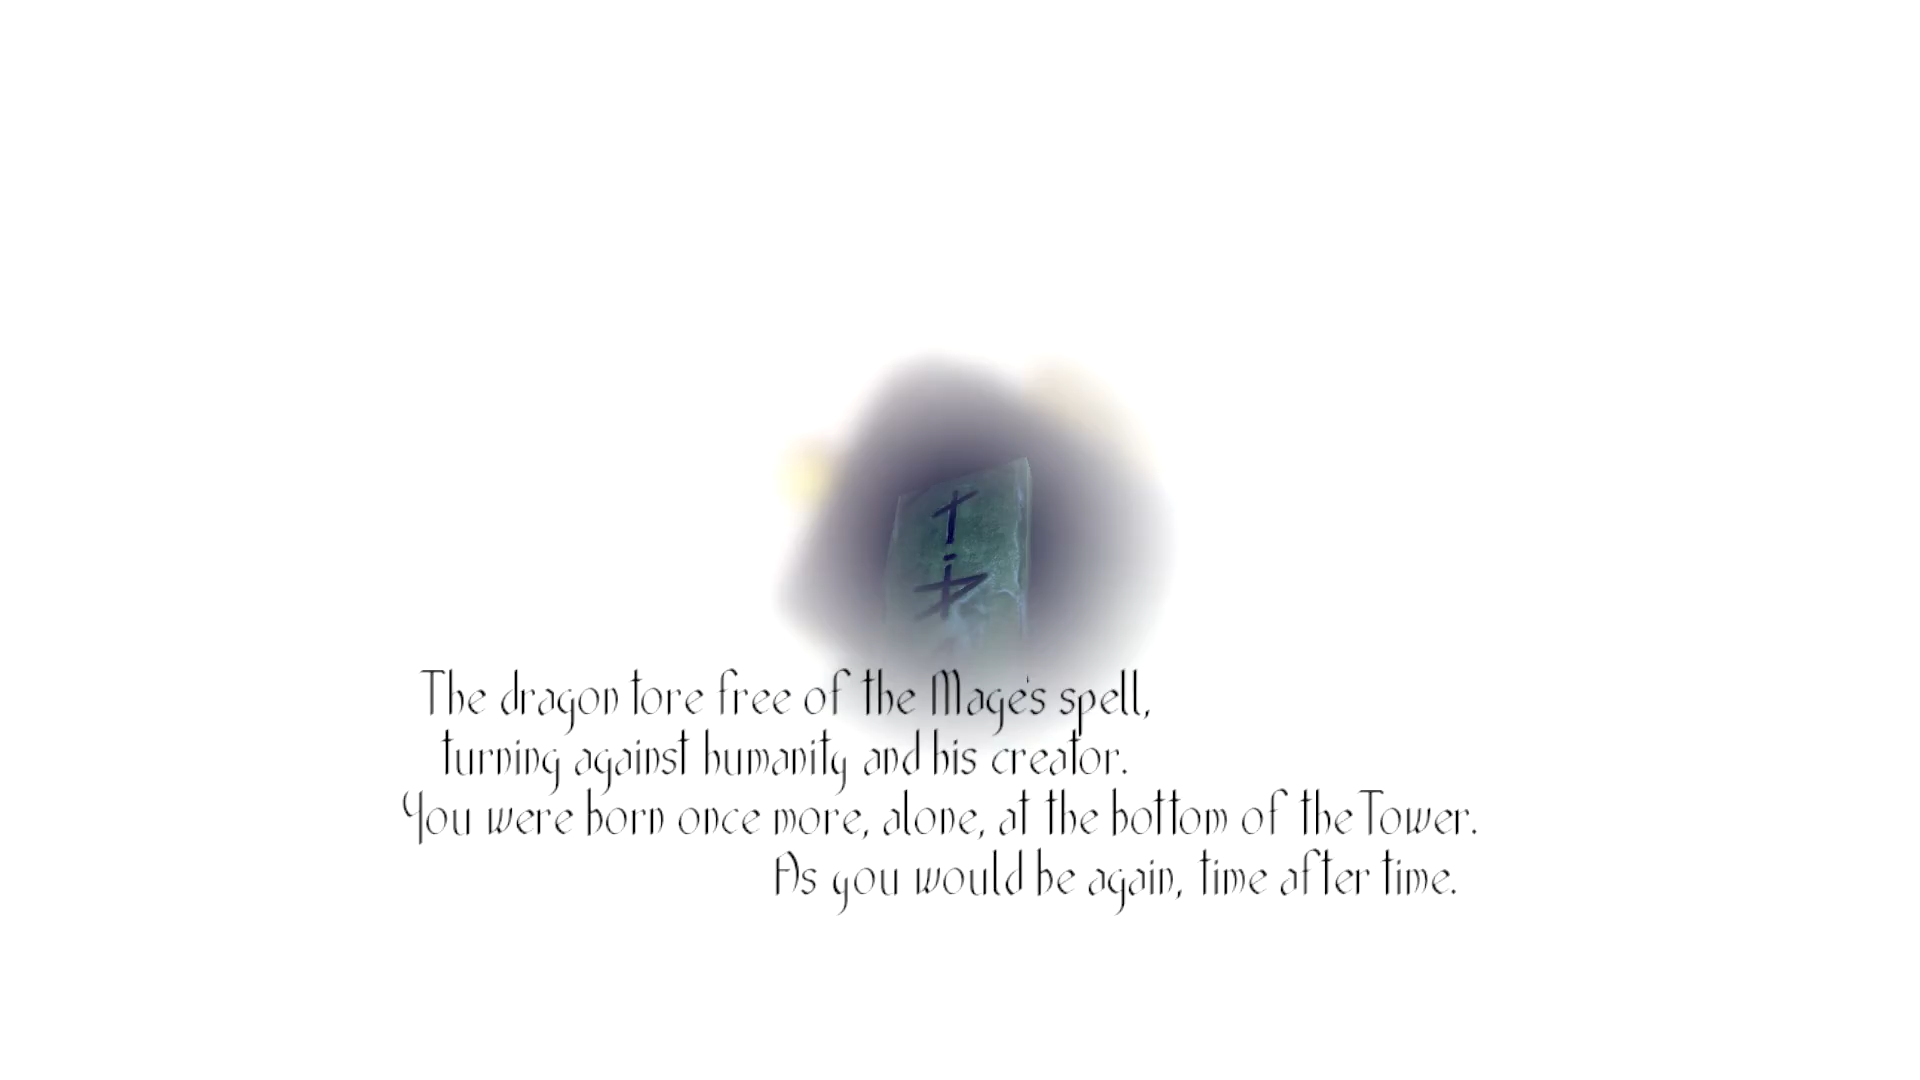 The dragon tore free of the Mage's spell,
turning against humanity and his creator.
You were born once more, alone, at the bottom of the Tower.
As you would be again, time after time.